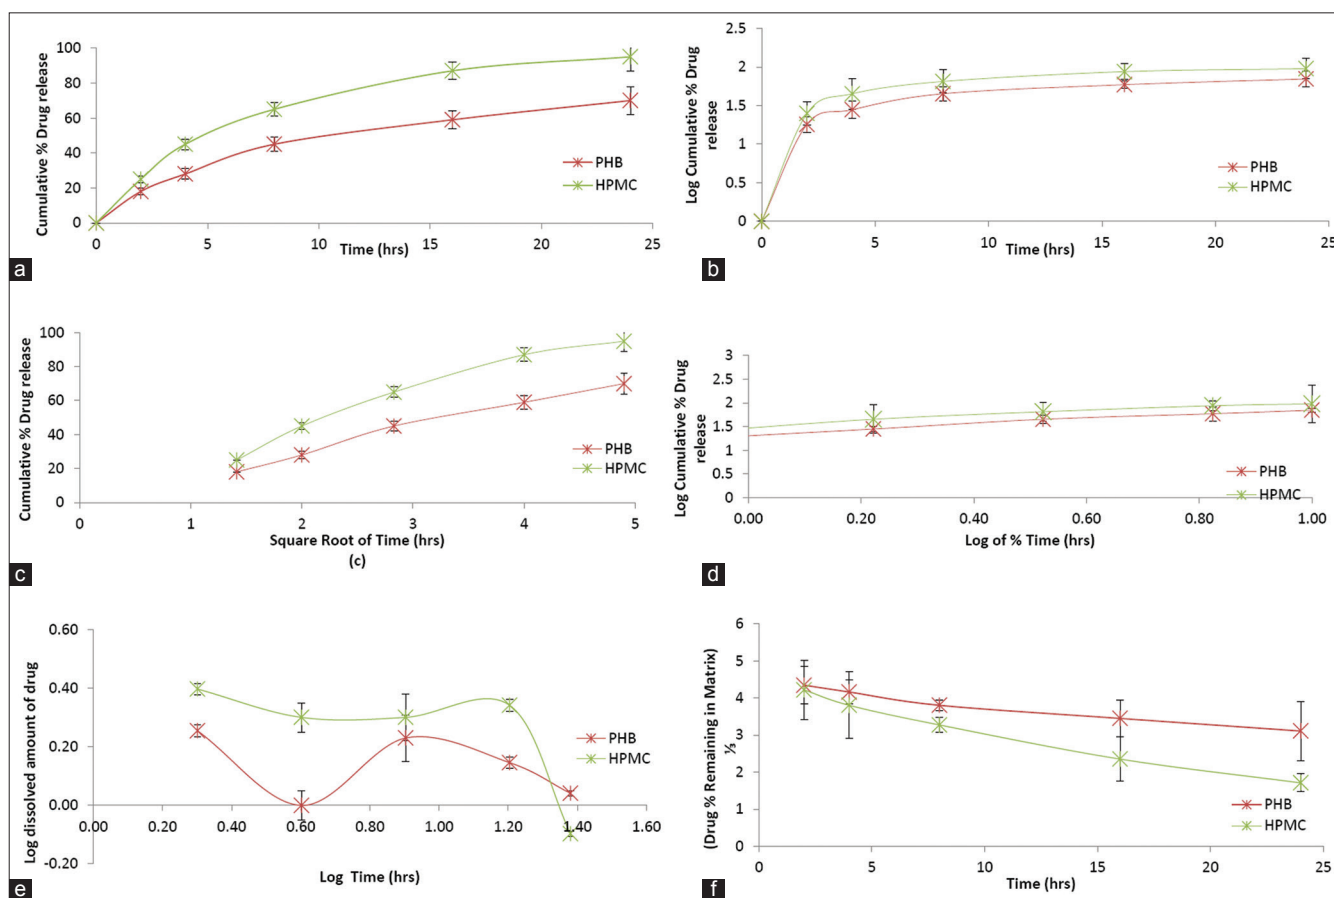 Cumulative % Drug release
100
80
60
40
20
0
0 5 10 15 20 25
Time (hrs)
PHB
HPMC
a
Log Cumulative % Drug
release
2.5
2
1.5
1
0.5
0
0 5 10 15 20 25
Time (hrs)
PHB
HPMC
b
Cumulative % Drug release
100
80
60
40
20
0
0 1 2 3 4 5
Square Root of Time (hrs)
(c)
PHB
HPMC
c
Log Cumulative % Drug
release
3
2.5
2
1.5
1
0.5
0
0.00 0.20 0.40 0.60 0.80 1.00
Log of % Time (hrs)
PHB
HPMC
d
Log dissolved amount of drug
0.60
0.40
0.20
0.00
-0.20
0.00 0.20 0.40 0.60 0.80 1.00 1.20 1.40 1.60
Log Time (hrs)
PHB
HPMC
e
(Drug % Remaining in Matrix)
⅓
6
5
4
3
2
1
0
0 5 10 15 20 25
Time (hrs)
PHB
HPMC
f